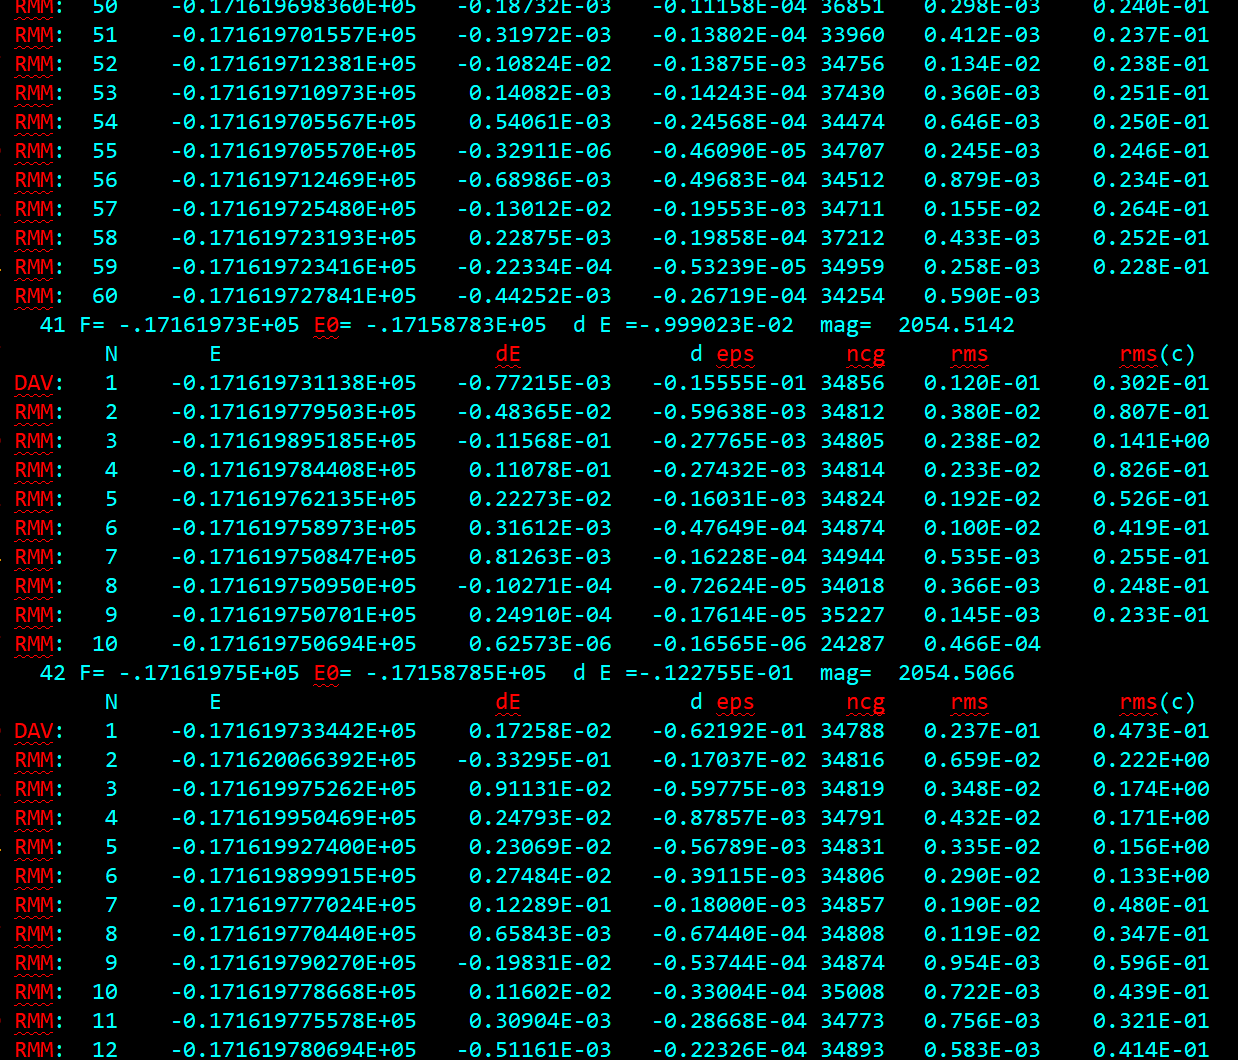 RMM: 50 -0.171619698360E+05 -0.18732E-03 -0.11158E-04 36851 0.298E-03 0.240E-01
RMM: 51 -0.171619701557E+05 -0.31972E-03 -0.13802E-04 33960 0.412E-03 0.237E-01
RMM: 52 -0.171619712381E+05 -0.10824E-02 -0.13875E-03 34756 0.134E-02 0.238E-01
RMM: 53 -0.171619710973E+05 0.14082E-03 -0.14243E-04 37430 0.360E-03 0.251E-01
RMM: 54 -0.171619705567E+05 0.54061E-03 -0.24568E-04 34474 0.646E-03 0.250E-01
RMM: 55 -0.171619705570E+05 -0.32911E-06 -0.46090E-05 34707 0.245E-03 0.246E-01
RMM: 56 -0.171619712469E+05 -0.68986E-03 -0.49683E-04 34512 0.879E-03 0.234E-01
RMM: 57 -0.171619725480E+05 -0.13012E-02 -0.19553E-03 34711 0.155E-02 0.264E-01
RMM: 58 -0.171619723193E+05 0.22875E-03 -0.19858E-04 37212 0.433E-03 0.252E-01
RMM: 59 -0.171619723416E+05 -0.22334E-04 -0.53239E-05 34959 0.258E-03 0.228E-01
RMM: 60 -0.171619727841E+05 -0.44252E-03 -0.26719E-04 34254 0.590E-03
41 F= -.17161973E+05 E0= -.17158783E+05 d E =-.999023E-02 mag= 2054.5142
N E dE d eps ncg rms rms(c)
DAV: 1 -0.171619731138E+05 -0.77215E-03 -0.15555E-01 34856 0.120E-01 0.302E-01
RMM: 2 -0.171619779503E+05 -0.48365E-02 -0.59638E-03 34812 0.380E-02 0.807E-01
RMM: 3 -0.171619895185E+05 -0.11568E-01 -0.27765E-03 34805 0.238E-02 0.141E+00
RMM: 4 -0.171619784408E+05 0.11078E-01 -0.27432E-03 34814 0.233E-02 0.826E-01
RMM: 5 -0.171619762135E+05 0.22273E-02 -0.16031E-03 34824 0.192E-02 0.526E-01
RMM: 6 -0.171619758973E+05 0.31612E-03 -0.47649E-04 34874 0.100E-02 0.419E-01
RMM: 7 -0.171619750847E+05 0.81263E-03 -0.16228E-04 34944 0.535E-03 0.255E-01
RMM: 8 -0.171619750950E+05 -0.10271E-04 -0.72624E-05 34018 0.366E-03 0.248E-01
RMM: 9 -0.171619750701E+05 0.24910E-04 -0.17614E-05 35227 0.145E-03 0.233E-01
RMM: 10 -0.171619750694E+05 0.62573E-06 -0.16565E-06 24287 0.466E-04
42 F= -.17161975E+05 E0= -.17158785E+05 d E =-.122755E-01 mag= 2054.5066
N E dE d eps ncg rms rms(c)
DAV: 1 -0.171619733442E+05 0.17258E-02 -0.62192E-01 34788 0.237E-01 0.473E-01
RMM: 2 -0.171620066392E+05 -0.33295E-01 -0.17037E-02 34816 0.659E-02 0.222E+00
RMM: 3 -0.171619975262E+05 0.91131E-02 -0.59775E-03 34819 0.348E-02 0.174E+00
RMM: 4 -0.171619950469E+05 0.24793E-02 -0.87857E-03 34791 0.432E-02 0.171E+00
RMM: 5 -0.171619927400E+05 0.23069E-02 -0.56789E-03 34831 0.335E-02 0.156E+00
RMM: 6 -0.171619899915E+05 0.27484E-02 -0.39115E-03 34806 0.290E-02 0.133E+00
RMM: 7 -0.171619777024E+05 0.12289E-01 -0.18000E-03 34857 0.190E-02 0.480E-01
RMM: 8 -0.171619770440E+05 0.65843E-03 -0.67440E-04 34808 0.119E-02 0.347E-01
RMM: 9 -0.171619790270E+05 -0.19831E-02 -0.53744E-04 34874 0.954E-03 0.596E-01
RMM: 10 -0.171619778668E+05 0.11602E-02 -0.33004E-04 35008 0.722E-03 0.439E-01
RMM: 11 -0.171619775578E+05 0.30904E-03 -0.28668E-04 34773 0.756E-03 0.321E-01
RMM: 12 -0.171619780694E+05 -0.51161E-03 -0.22326E-04 34893 0.583E-03 0.414E-01